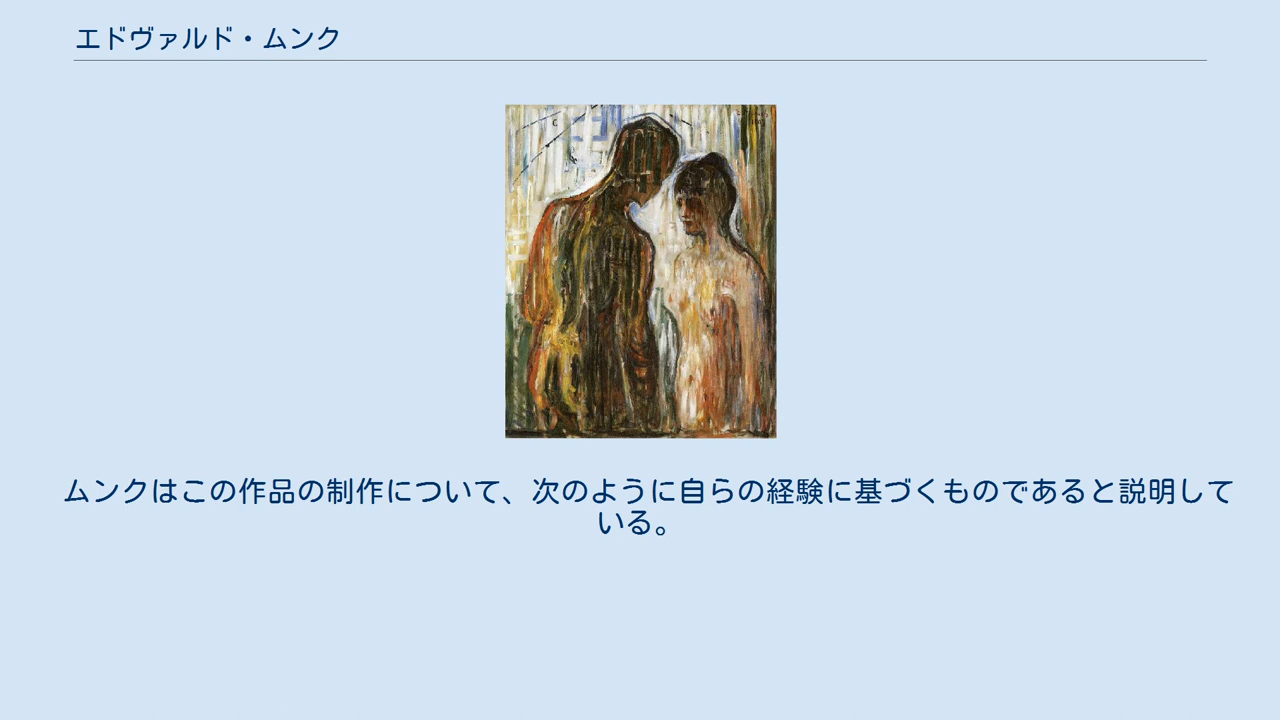 エドヴァルド・ムンク
ムンクはこの作品の制作について、次のように自らの経験に基づくものであると説明して
いる。